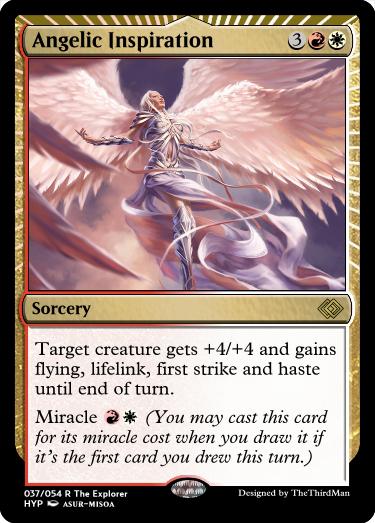 Angelic Inspiration 3
Sorcery
Target creature gets +4/+4 and gains
flying, lifelink, first strike and haste
until end of turn.
Miracle (You may cast this card
for its miracle cost when you draw it if
it's the first card you drew this turn.)
037/054 R The Explorer
HYP ASUR-MISOA
Designed by TheThirdMan